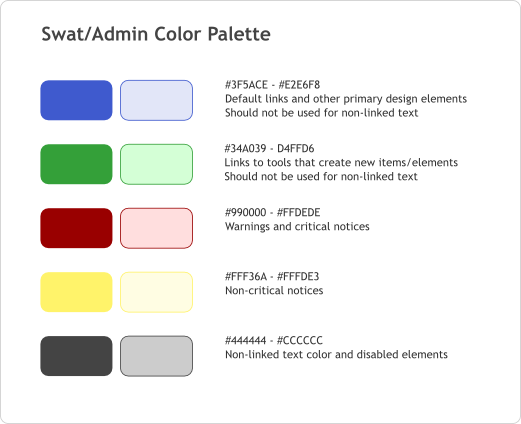 Swat/Admin Color Palette
#3F5ACE - #E2E6F8
Default links and other primary design elements
Should not be used for non-linked text
#34A039 - D4FFD6
Links to tools that create new items/elements
Should not be used for non-linked text
#990000 - #FFDEDE
Warnings and critical notices
#FFF36A - #FFFDE3
Non-critical notices
#444444 - #CCCCCC
Non-linked text color and disabled elements